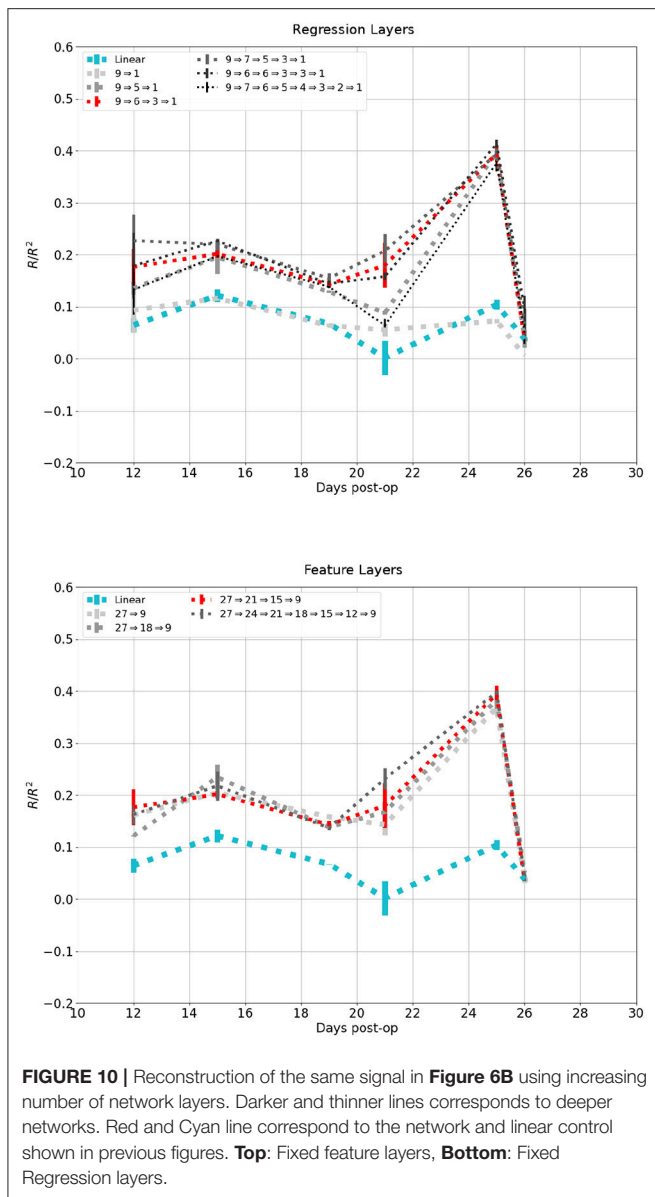 Regression Layers
0.6
0.5
0.4
0.3
0.2
0.1
0.0
−0.1
−0.2
R/R²
Linear
9⇒1
9⇒5⇒1
9⇒6⇒3⇒1
9⇒7⇒5⇒3⇒1
9⇒6⇒6⇒3⇒3⇒1
9⇒7⇒6⇒5⇒4⇒3⇒2⇒1
10 12 14 16 18 20 22 24 26 28 30
Days post-op
Feature Layers
0.6
0.5
0.4
0.3
0.2
0.1
0.0
−0.1
−0.2
R/R²
Linear
27⇒9
27⇒18⇒9
27⇒21⇒15⇒9
27⇒24⇒21⇒18⇒15⇒12⇒9
10 12 14 16 18 20 22 24 26 28 30
Days post-op
FIGURE 10 | Reconstruction of the same signal in Figure 6B using increasing
number of network layers. Darker and thinner lines corresponds to deeper
networks. Red and Cyan line correspond to the network and linear control
shown in previous figures. Top: Fixed feature layers, Bottom: Fixed
Regression layers.